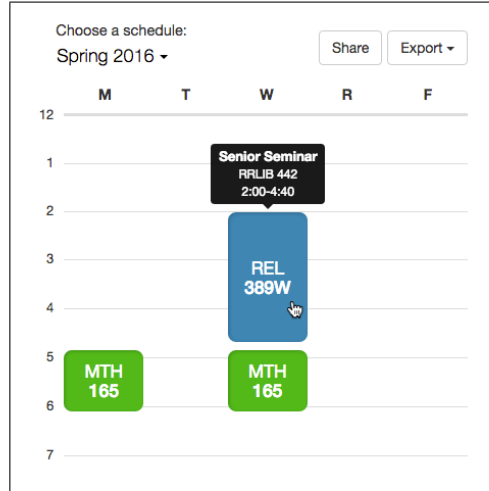 Choose a schedule:
Spring 2016
Share
Export
M T W R F
12
1
Senior Seminar
RRLIB 442
2:00-4:40
2
3
REL
389W
4
5
MTH
165
MTH
165
6
7